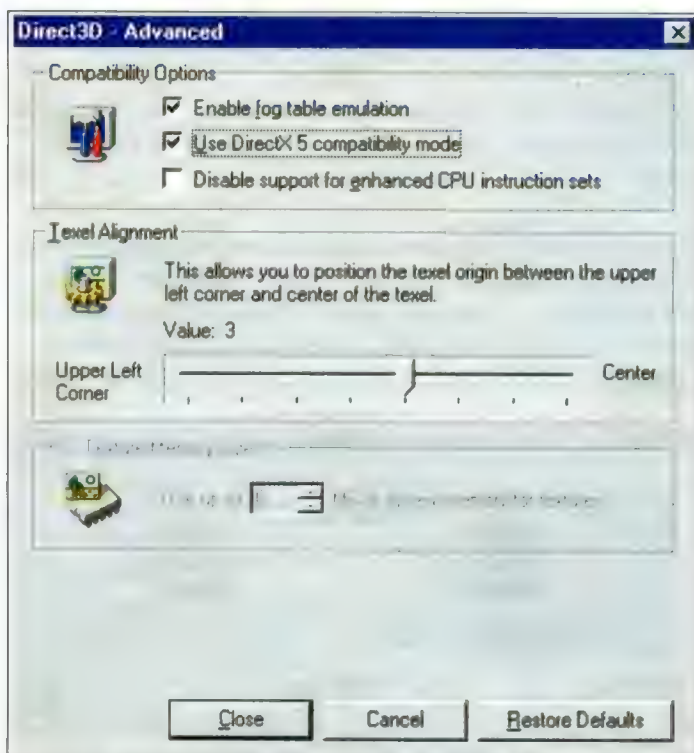 Direct3D - Advanced
Compatibility Options
Enable fog table emulation
Use DirectX 5 compatibility mode
Disable support for enhanced CPU instruction sets
Texel Alignment
This allows you to position the texel origin between the upper
left corner and center of the texel.
Value: 3
Upper Left
Corner
Center
Close
Cancel
Restore Defaults